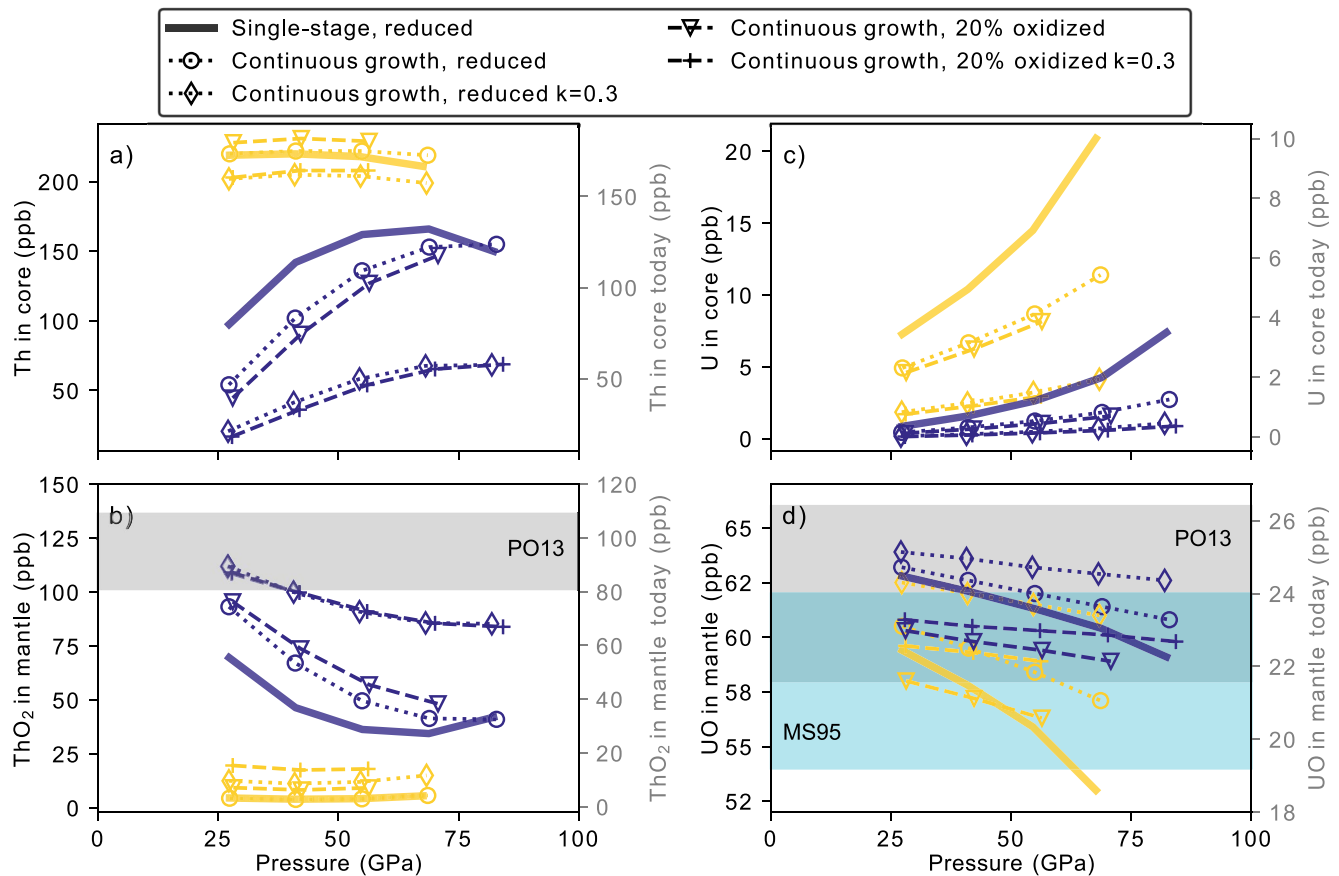 Single-stage, reduced
Continuous growth, reduced
Continuous growth, reduced k=0.3
Continuous growth, 20% oxidized
Continuous growth, 20% oxidized k=0.3
a)
Th in core (ppb)
200
150
100
50
Th in core today (ppb)
150
100
50
c)
U in core (ppb)
20
15
10
5
0
U in core today (ppb)
10
8
6
4
2
0
b)
PO13
ThO₂ in mantle (ppb)
150
125
100
75
50
25
0
ThO₂ in mantle today (ppb)
120
100
80
60
40
20
0
0
25
50
75
100
Pressure (GPa)
d)
PO13
MS95
UO in mantle (ppb)
65
62
60
58
54
52
UO in mantle today (ppb)
26
24
22
20
18
0
25
50
75
100
Pressure (GPa)